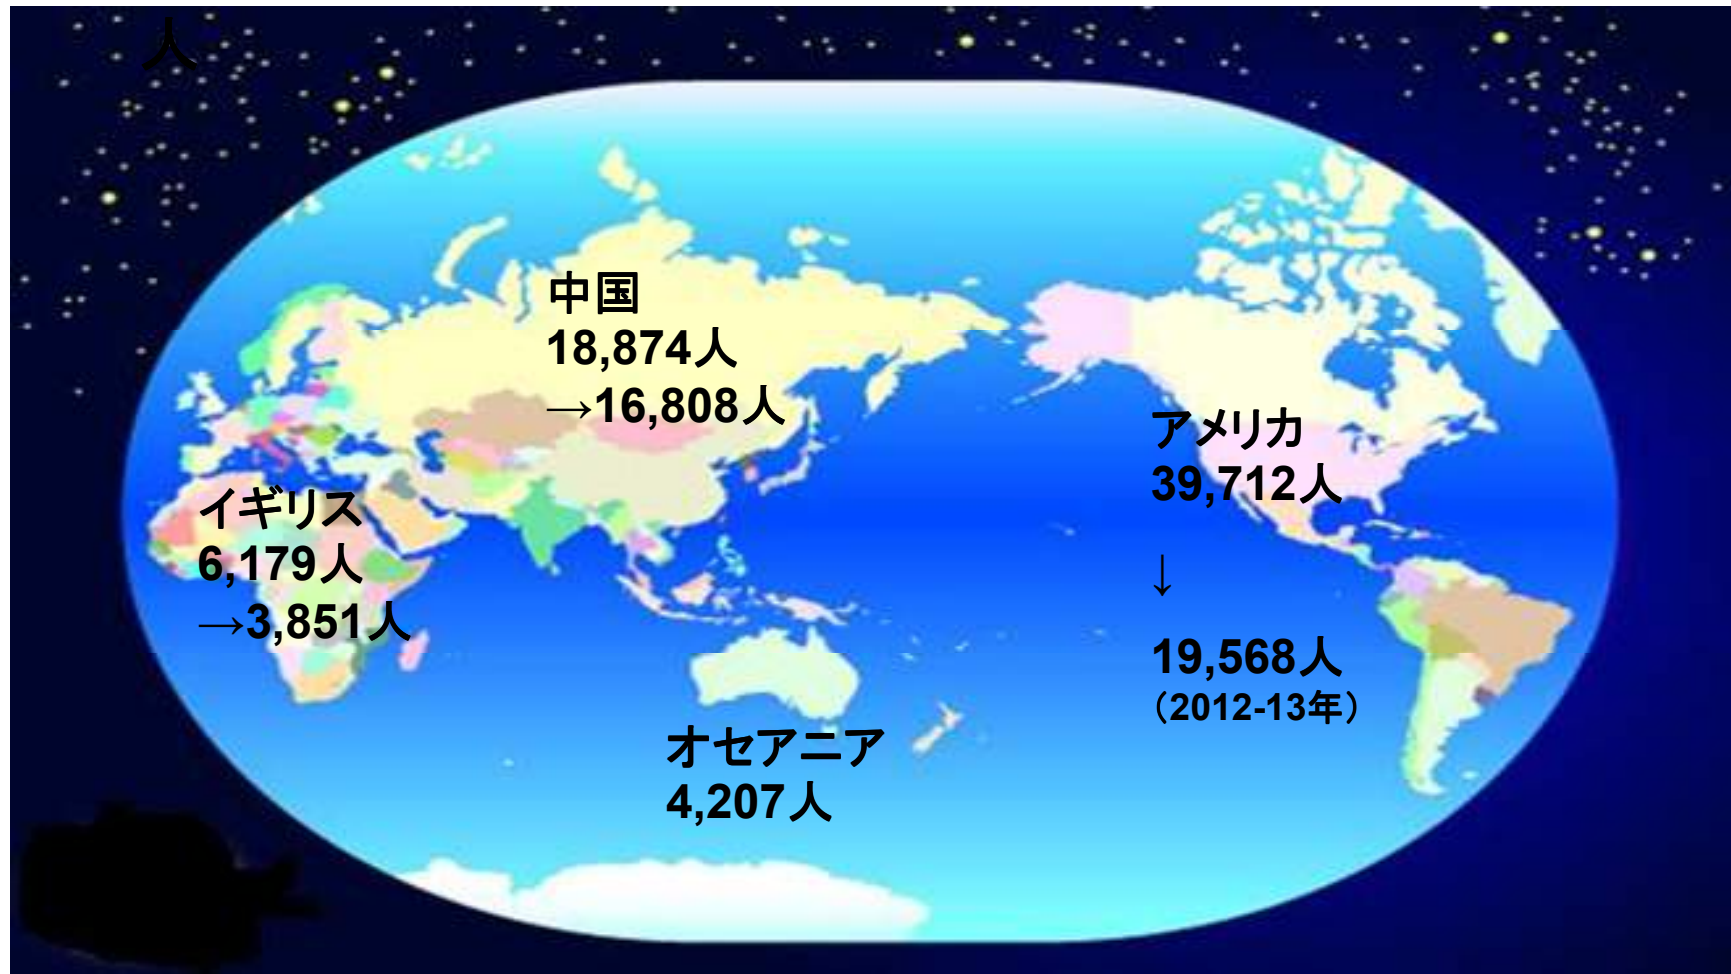 人
中国
18,874人
→16,808人
アメリカ
39,712人
↓
19,568人
（2012-13年）
イギリス
6,179人
→3,851人
オセアニア
4,207人